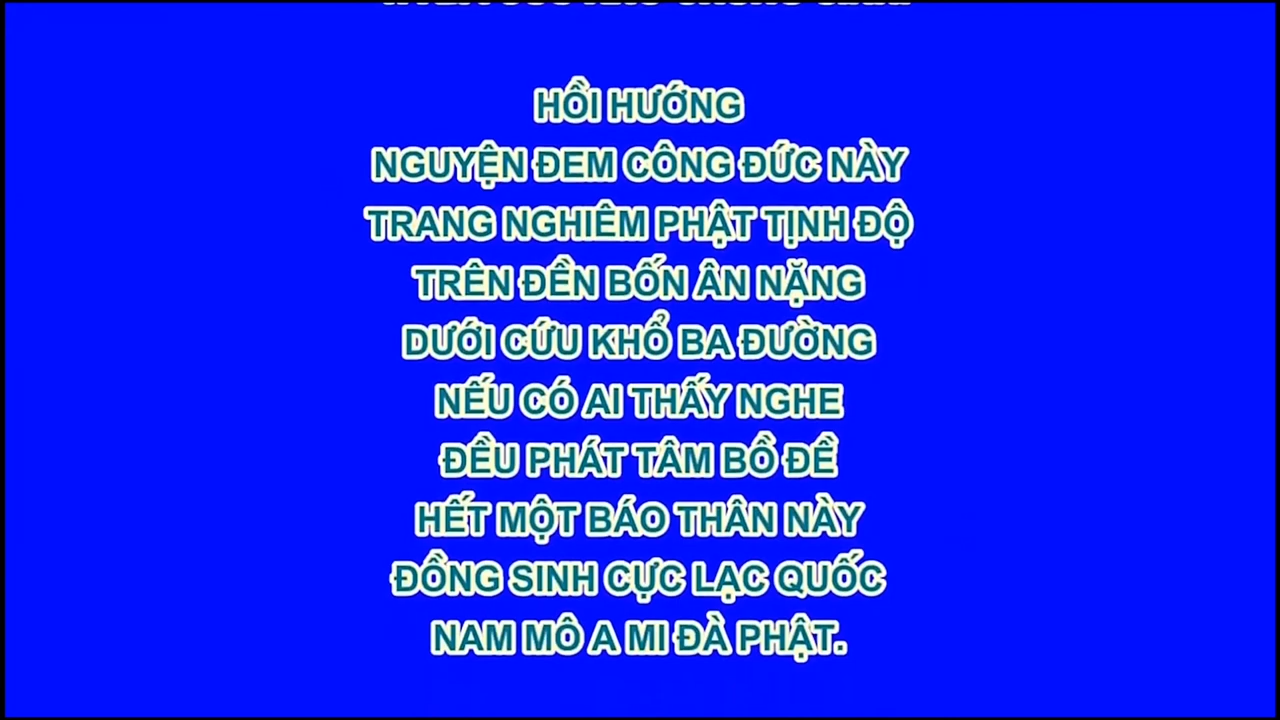 HỒI HƯỚNG
NGUYỆN ĐEM CÔNG ĐỨC NÀY
TRANG NGHIÊM PHẬT TỊNH ĐỘ
TRÊN ĐỀN BỐN ÂN NẶNG
DƯỚI CỨU KHỔ BA ĐƯỜNG
NẾU CÓ AI THẤY NGHE
ĐỀU PHÁT TÂM BỒ ĐỀ
HẾT MỘT BÁO THÂN NÀY
ĐỒNG SINH CỰC LẠC QUỐC
NAM MÔ A MI ĐÀ PHẬT.